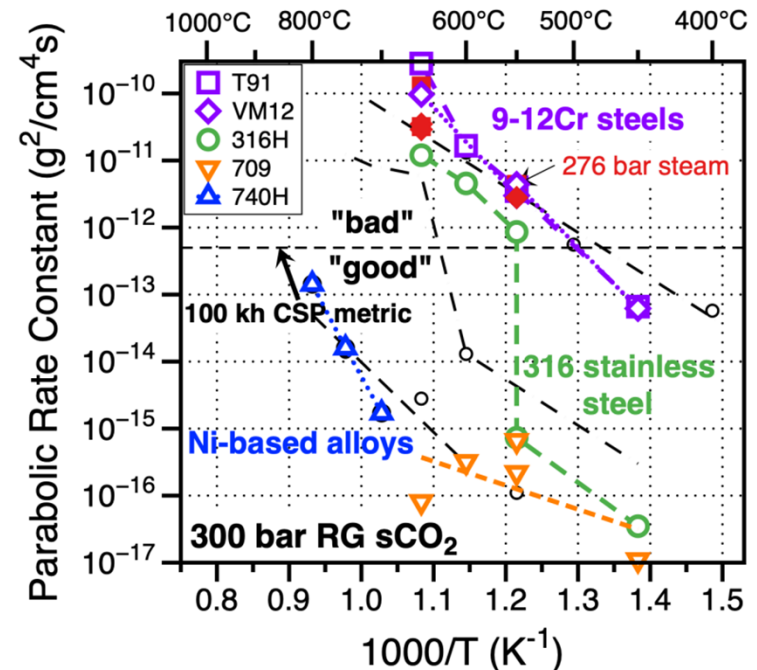 1000°C 800°C 600°C 500°C 400°C
Parabolic Rate Constant (g²/cm⁴s)
10⁻¹⁰
10⁻¹¹
10⁻¹²
10⁻¹³
10⁻¹⁴
10⁻¹⁵
10⁻¹⁶
10⁻¹⁷
T91
VM12
316H
709
740H
9-12Cr steels
276 bar steam
"bad"
"good"
100 kh CSP metric
316 stainless
steel
Ni-based alloys
300 bar RG sCO₂
0.8 0.9 1.0 1.1 1.2 1.3 1.4 1.5
1000/T (K⁻¹)